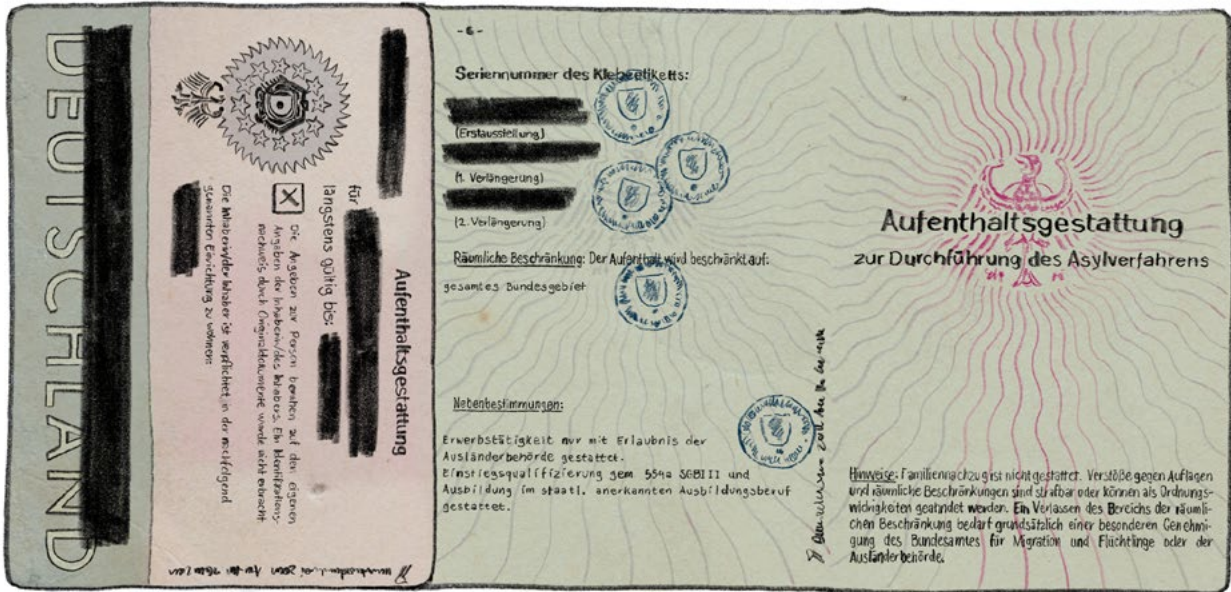 DEUTSCHLAND
Aufenthaltsgestattung
für
längstens gültig bis:
Die Angaben zur Person beruhen auf den eigenen
Angaben der Inhaberin/des Inhabers. Ein Identitäts-
nachweis durch Originaldokumente wurde nicht erbracht
Die Inhaberin/der Inhaber ist verpflichtet, in der nachfolgend
genannten Einrichtung zu wohnen:
-6-
Seriennummer des Klebeetiketts:
(Erstausstellung)
(1. Verlängerung)
(2. Verlängerung)
Räumliche Beschränkung: Der Aufenthalt wird beschränkt auf:
gesamtes Bundesgebiet
Nebenbestimmungen:
Erwerbstätigkeit nur mit Erlaubnis der
Ausländerbehörde gestattet.
Einstiegsqualiffizierung gem §54a SGBIII und
Ausbildung im staatl. anerkannten Ausbildungsberuf
gestattet.
Aufenthaltsgestattung
zur Durchführung des Asylverfahrens
Hinweise: Familiennachzug ist nicht gestattet. Verstöße gegen Auflagen
und räumliche Beschränkungen sind strafbar oder können als Ordnungs-
widrigkeiten geahndet werden. Ein Verlassen des Bereichs der räumli-
chen Beschränkung bedarf grundsätzlich einer besonderen Genehmi-
gung des Bundesamtes für Migration und Flüchtlinge oder der
Ausländerbehörde.